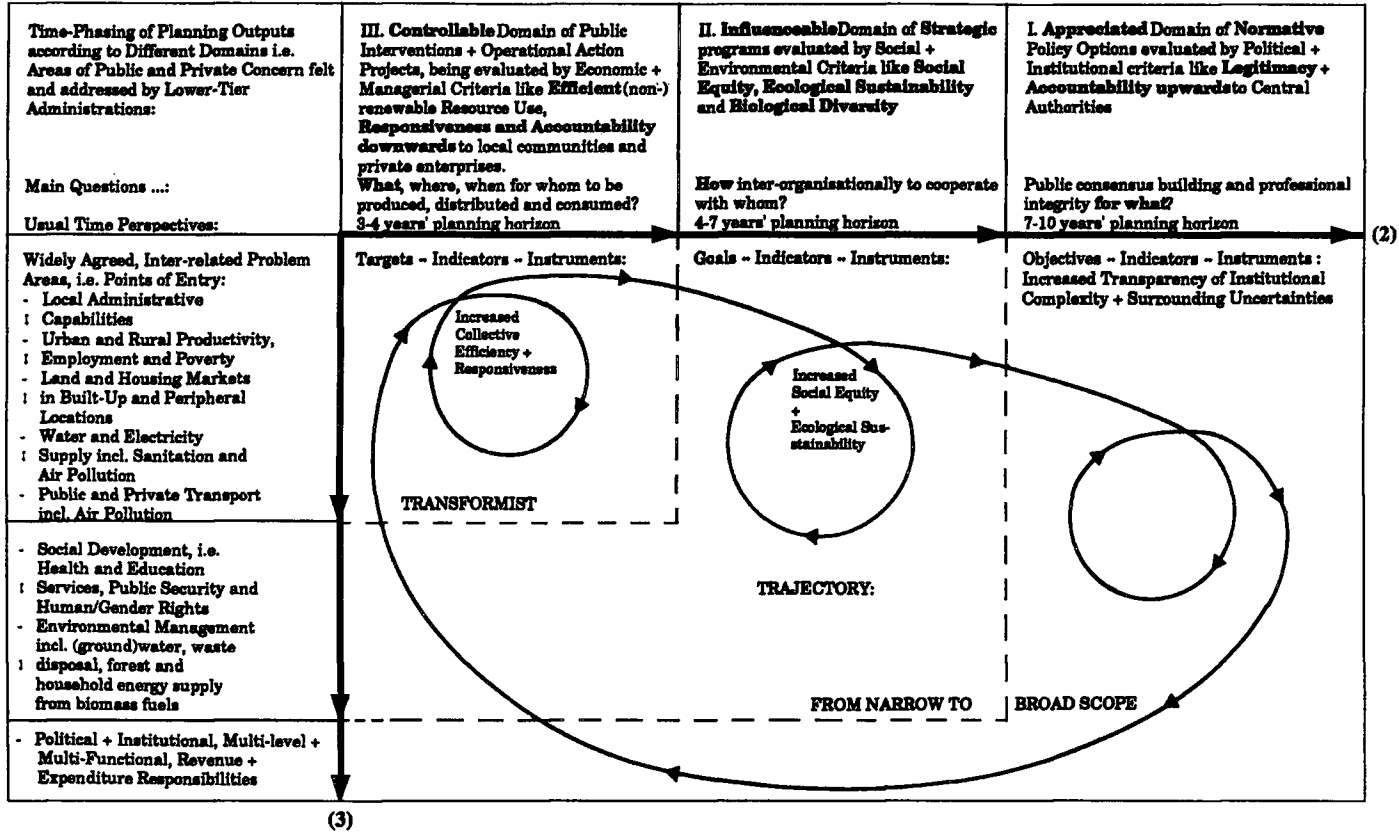 Time-Phasing of Planning Outputs
according to Different Domains i.e.
Areas of Public and Private Concern felt
and addressed by Lower-Tier
Administrations:
Main Questions ...:
Usual Time Perspectives:
III. Controllable Domain of Public
Interventions + Operational Action
Projects, being evaluated by Economic +
Managerial Criteria like Efficient (non-)
renewable Resource Use,
Responsiveness and Accountability
downwards to local communities and
private enterprises.
What, where, when for whom to be
produced, distributed and consumed?
3-4 years' planning horizon
II. Influenceable Domain of Strategic
programs evaluated by Social +
Environmental Criteria like Social
Equity, Ecological Sustainability
and Biological Diversity
How inter-organisationally to cooperate
with whom?
4-7 years' planning horizon
I. Appreciated Domain of Normative
Policy Options evaluated by Political +
Institutional criteria like Legitimacy +
Accountability upwards to Central
Authorities
Public consensus building and professional
integrity for what?
7-10 years' planning horizon
(2)
Widely Agreed, Inter-related Problem
Areas, i.e. Points of Entry:
- Local Administrative
: Capabilities
- Urban and Rural Productivity,
: Employment and Poverty
- Land and Housing Markets
: in Built-Up and Peripheral
Locations
- Water and Electricity
: Supply incl. Sanitation and
Air Pollution
- Public and Private Transport
incl. Air Pollution
- Social Development, i.e.
Health and Education
: Services, Public Security and
Human/Gender Rights
- Environmental Management
incl. (ground)water, waste
: disposal, forest and
household energy supply
from biomass fuels
- Political + Institutional, Multi-level +
Multi-Functional, Revenue +
Expenditure Responsibilities
(3)
Targets ~ Indicators ~ Instruments:
Increased
Collective
Efficiency +
Responsiveness
TRANSFORMIST
Goals ~ Indicators ~ Instruments:
Increased
Social Equity
+
Ecological Sus-
tainability
TRAJECTORY:
Objectives ~ Indicators ~ Instruments :
Increased Transparency of Institutional
Complexity + Surrounding Uncertainties
FROM NARROW TO BROAD SCOPE